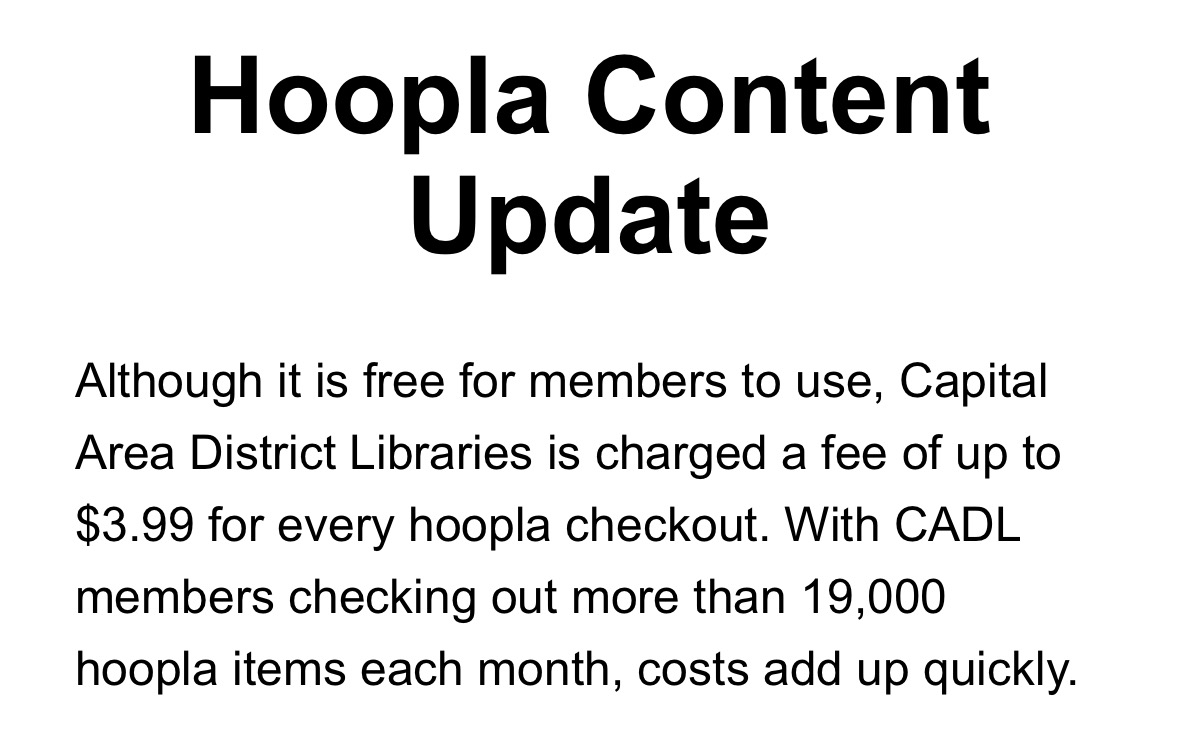 Hoopla Content
Update
Although it is free for members to use, Capital
Area District Libraries is charged a fee of up to
$3.99 for every hoopla checkout. With CADL
members checking out more than 19,000
hoopla items each month, costs add up quickly.